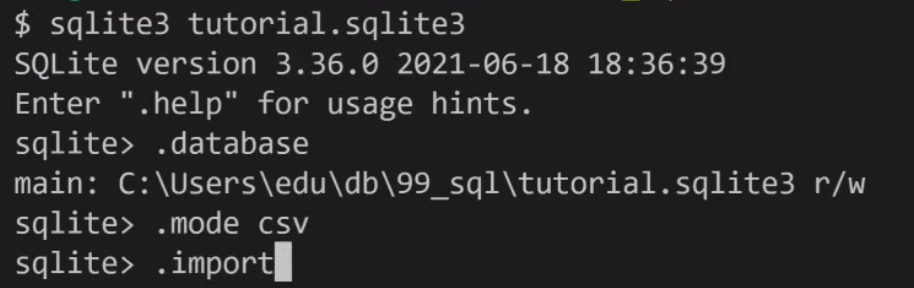 $ sqlite3 tutorial.sqlite3
SQLite version 3.36.0 2021-06-18 18:36:39
Enter ".help" for usage hints.
sqlite> .database
main: C:\Users\edu\db\99_sql\tutorial.sqlite3 r/w
sqlite> .mode csv
sqlite> .import